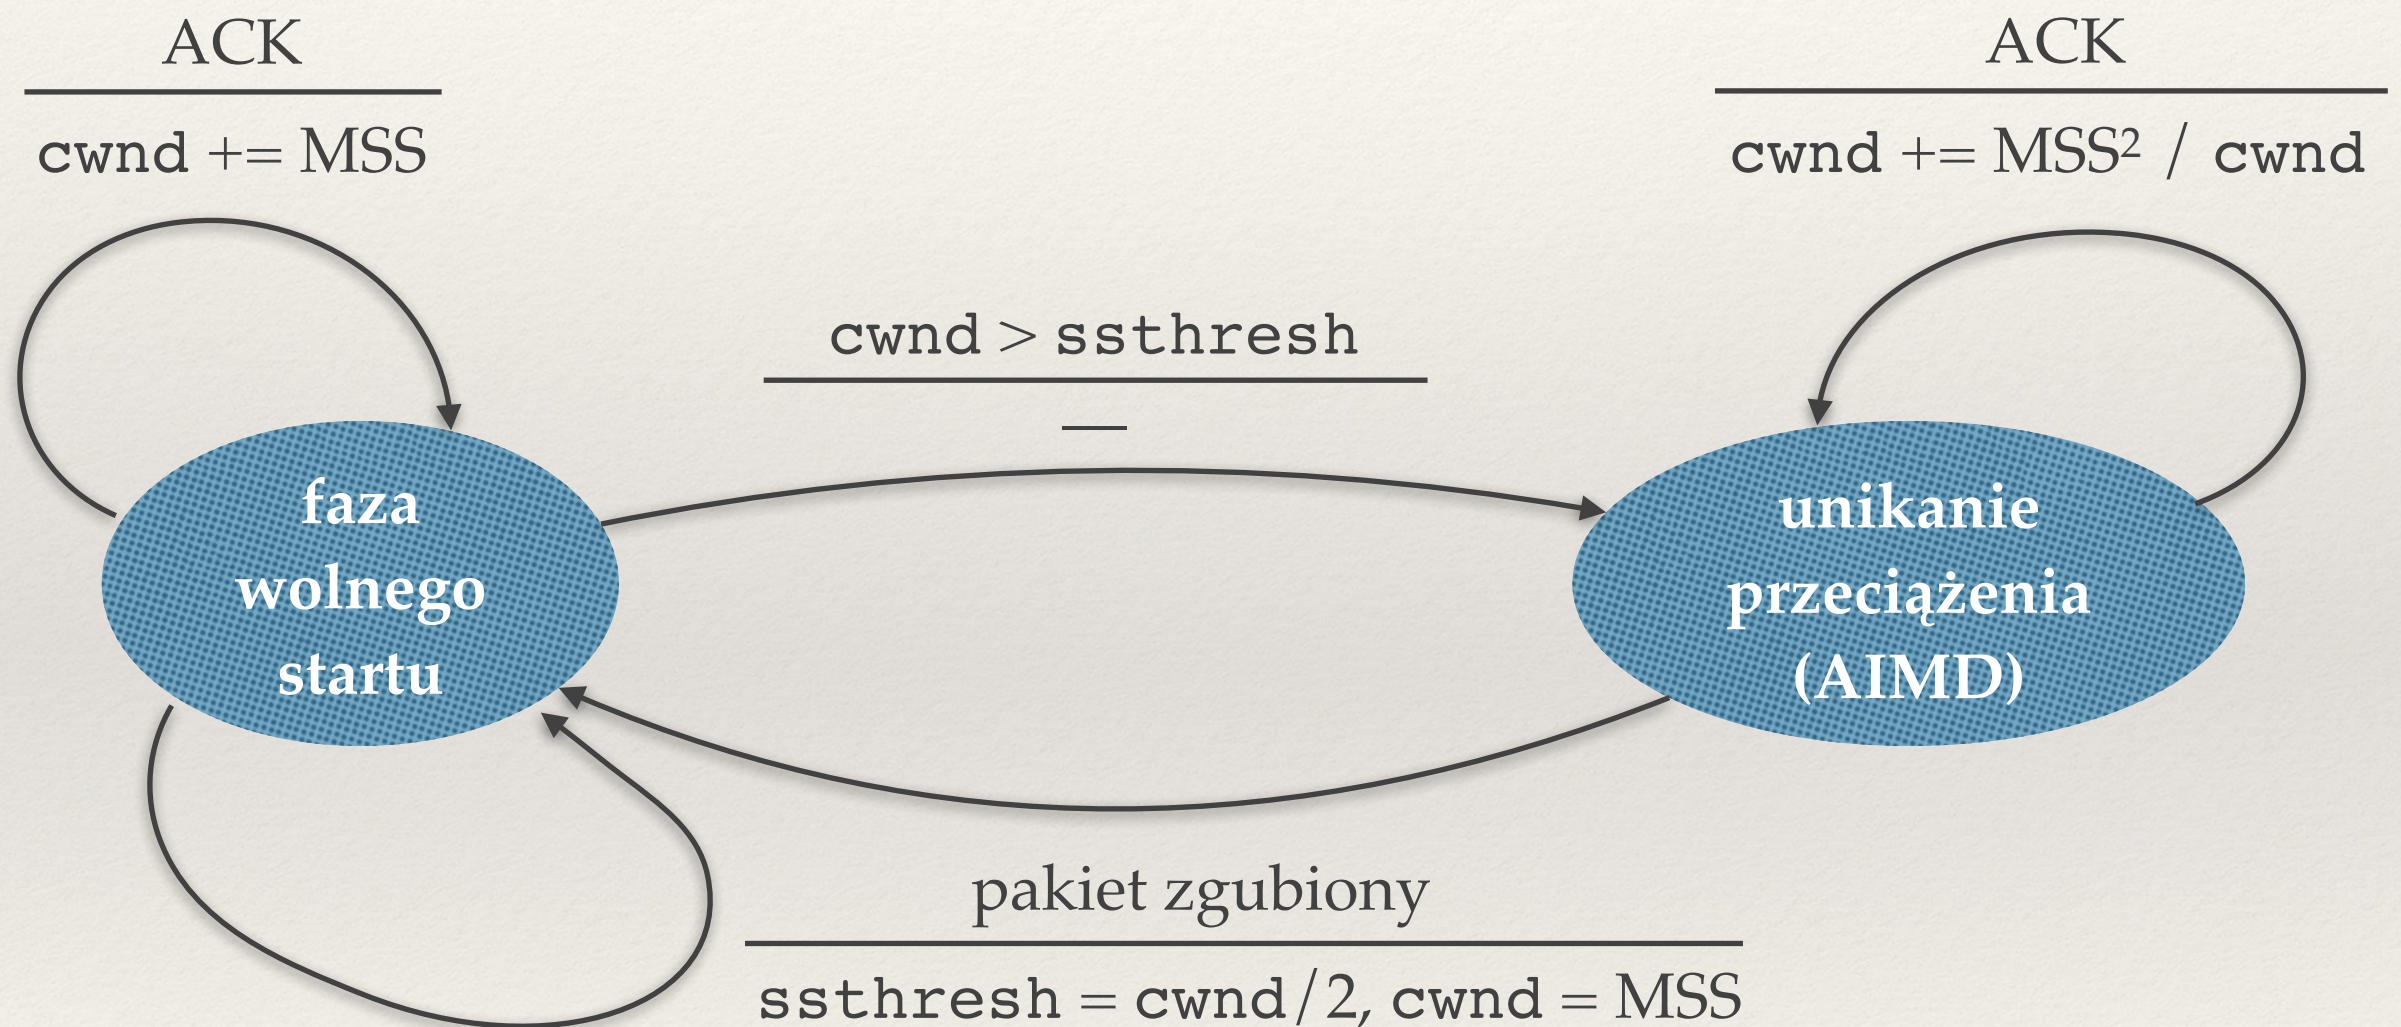 ACK
cwnd += MSS
ACK
cwnd += MSS² / cwnd
cwnd > ssthresh
—
faza
wolnego
startu
unikanie
przeciążenia
(AIMD)
pakiet zgubiony
ssthresh = cwnd/2, cwnd = MSS